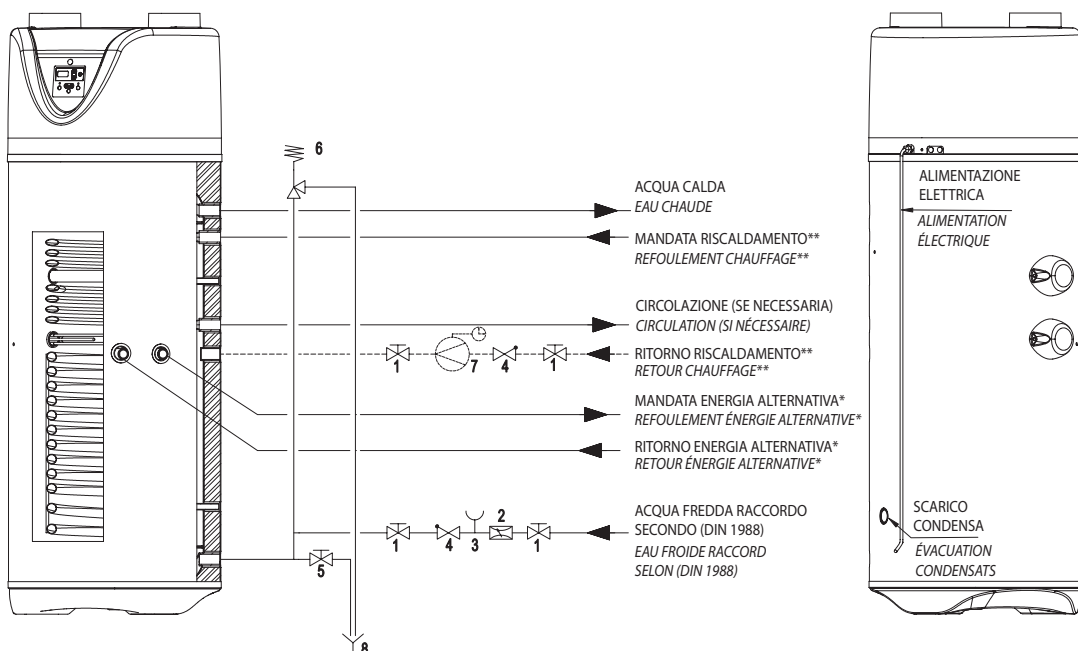 6
ACQUA CALDA
EAU CHAUDE
MANDATA RISCALDAMENTO**
REFOULEMENT CHAUFFAGE**
CIRCOLAZIONE (SE NECESSARIA)
CIRCULATION (SI NÉCESSAIRE)
1 7 4 1
RITORNO RISCALDAMENTO**
RETOUR CHAUFFAGE**
MANDATA ENERGIA ALTERNATIVA*
REFOULEMENT ÉNERGIE ALTERNATIVE*
RITORNO ENERGIA ALTERNATIVA*
RETOUR ÉNERGIE ALTERNATIVE*
1 4 3 2 1
ACQUA FREDDA RACCORDO
SECONDO (DIN 1988)
EAU FROIDE RACCORD
SELON (DIN 1988)
5
8
ALIMENTAZIONE
ELETTRICA
ALIMENTATION
ÉLECTRIQUE
SCARICO
CONDENSA
ÉVACUATION
CONDENSATS